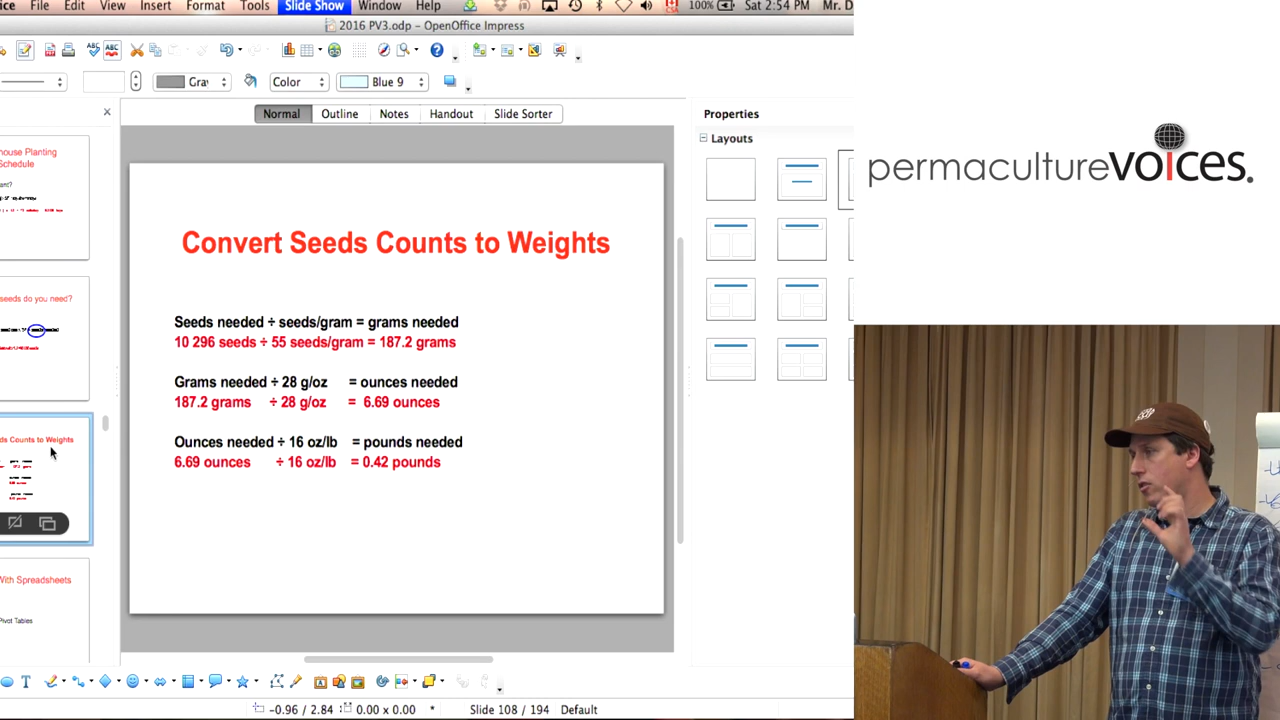 ice File Edit View Insert Format Tools Slide Show Window Help 100% Sat 2:54 PM Mr. D
2016 PV3.odp - OpenOffice Impress
Gray Color Blue 9
Normal Outline Notes Handout Slide Sorter
Properties
Layouts
permaculturevoices.
house Planting
Schedule
ant?
seeds do you need?
ds Counts to Weights
With Spreadsheets
Pivot Tables
Convert Seeds Counts to Weights
Seeds needed ÷ seeds/gram = grams needed
10 296 seeds ÷ 55 seeds/gram = 187.2 grams
Grams needed ÷ 28 g/oz = ounces needed
187.2 grams ÷ 28 g/oz = 6.69 ounces
Ounces needed ÷ 16 oz/lb = pounds needed
6.69 ounces ÷ 16 oz/lb = 0.42 pounds
-0.96 / 2.84 0.00 x 0.00 * Slide 108 / 194 Default